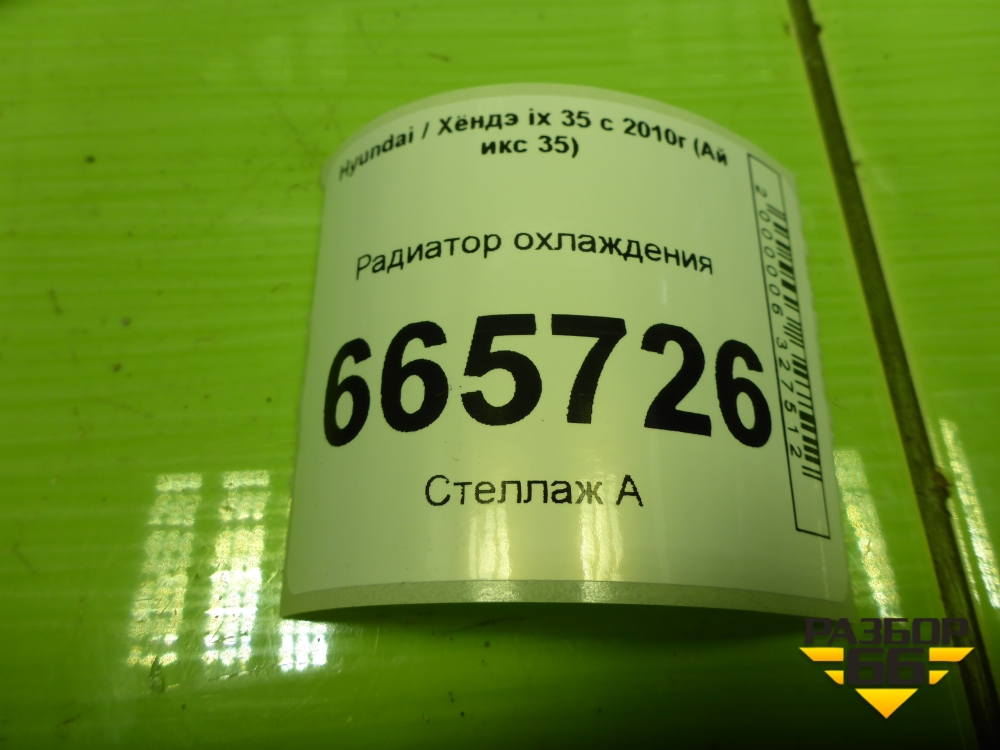 Hyundai / Хёндэ ix 35 с 2010г (Ай
икс 35)
Радиатор охлаждения
665726
Стеллаж А
2000006327512
РАЗБОР
66